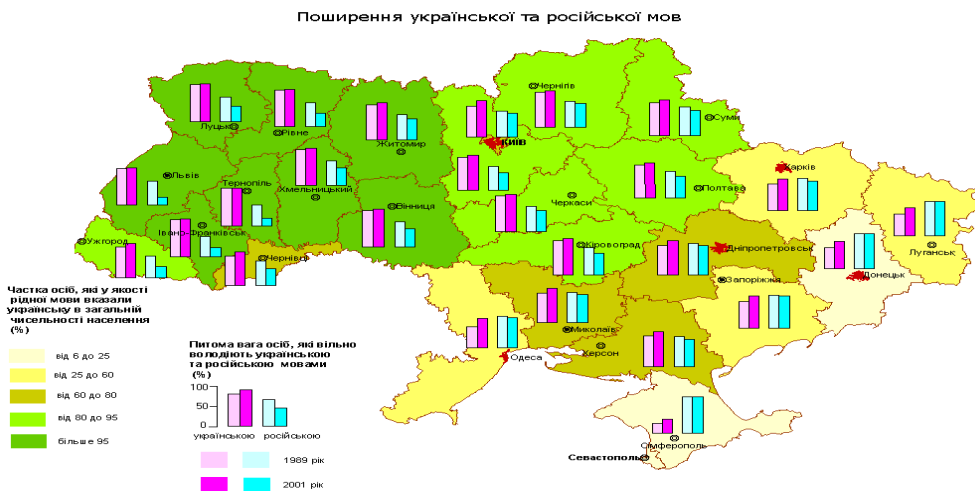 Поширення української та російської мов
Чернігів
Луцьк
Рівне
Суми
Житомир
Київ
Львів
Тернопіль
Хмельницький
Харків
Полтава
Черкаси
Вінниця
Івано-Франківськ
Ужгород
Кіровоград
Дніпропетровськ
Луганськ
Чернівці
Донецьк
Запоріжжя
Миколаїв
Херсон
Одеса
Сімферополь
Севастополь
Частка осіб, які у якості
рідної мови вказали
українську в загальній
чисельності населення
(%)
від 6 до 25
від 25 до 60
від 60 до 80
від 80 до 95
більше 95
Питома вага осіб, які вільно
володіють українською
та російською мовами
(%)
100
50
0
українською російською
1989 рік
2001 рік